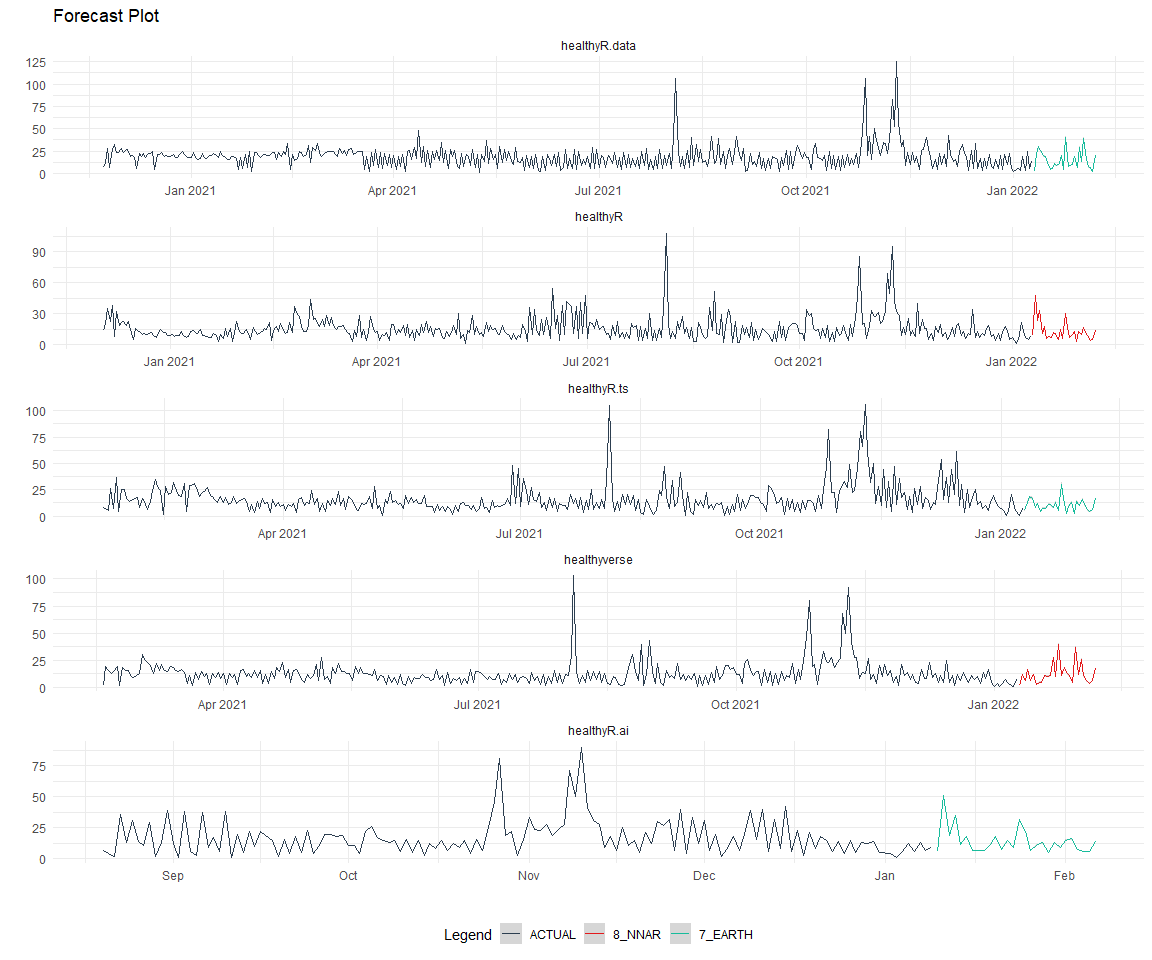 Forecast Plot
healthyR.data
125
100
75
50
25
0
Jan 2021 Apr 2021 Jul 2021 Oct 2021 Jan 2022
healthyR
90
60
30
0
Jan 2021 Apr 2021 Jul 2021 Oct 2021 Jan 2022
healthyR.ts
100
75
50
25
0
Apr 2021 Jul 2021 Oct 2021 Jan 2022
healthyverse
100
75
50
25
0
Apr 2021 Jul 2021 Oct 2021 Jan 2022
healthyR.ai
75
50
25
0
Sep Oct Nov Dec Jan Feb
Legend ACTUAL 8_NNAR 7_EARTH